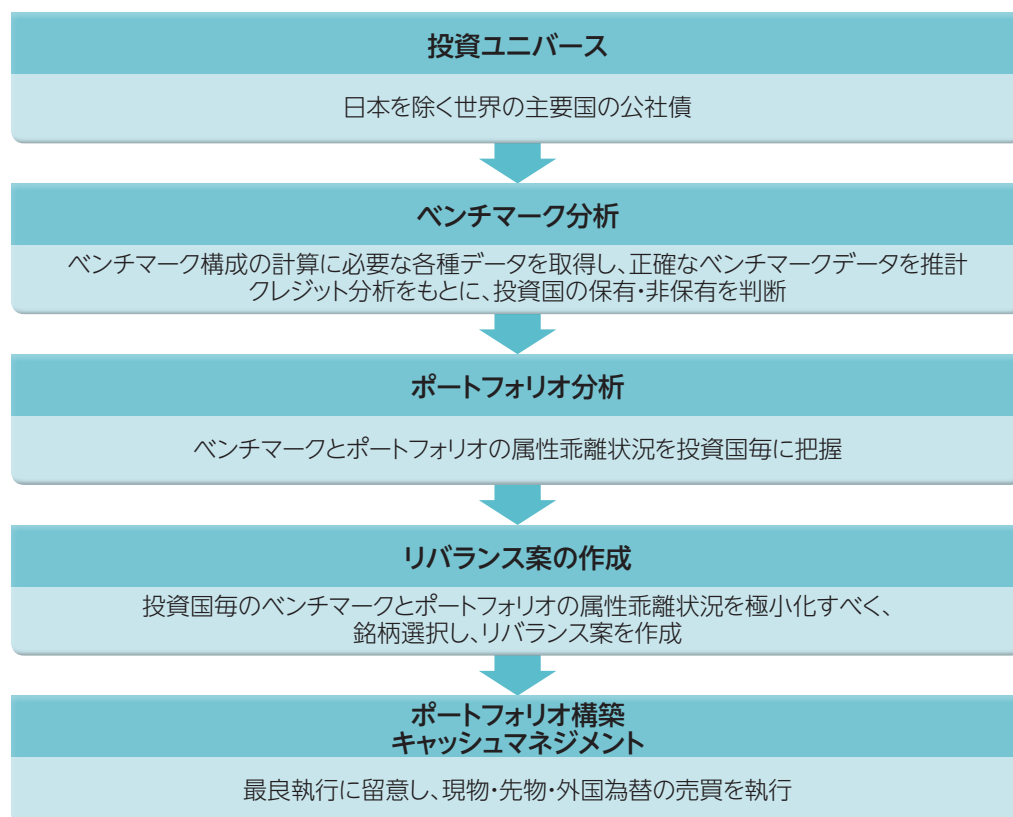 投資ユニバース
日本を除く世界の主要国の公社債
ベンチマーク分析
ベンチマーク構成の計算に必要な各種データを取得し、正確なベンチマークデータを推計
クレジット分析をもとに、投資国の保有・非保有を判断
ポートフォリオ分析
ベンチマークとポートフォリオの属性乖離状況を投資国毎に把握
リバランス案の作成
投資国毎のベンチマークとポートフォリオの属性乖離状況を極小化すべく、
銘柄選択し、リバランス案を作成
ポートフォリオ構築
キャッシュマネジメント
最良執行に留意し、現物・先物・外国為替の売買を執行